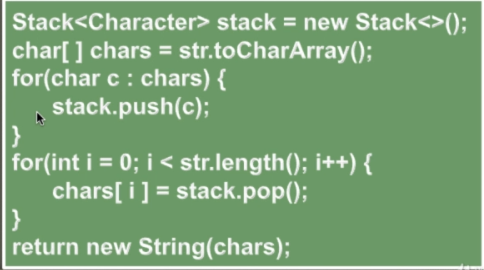 Stack<Character> stack = new Stack<>();
char[ ] chars = str.toCharArray();
for(char c : chars) {
stack.push(c);
}
for(int i = 0; i < str.length(); i++) {
chars[ i ] = stack.pop();
}
return new String(chars);